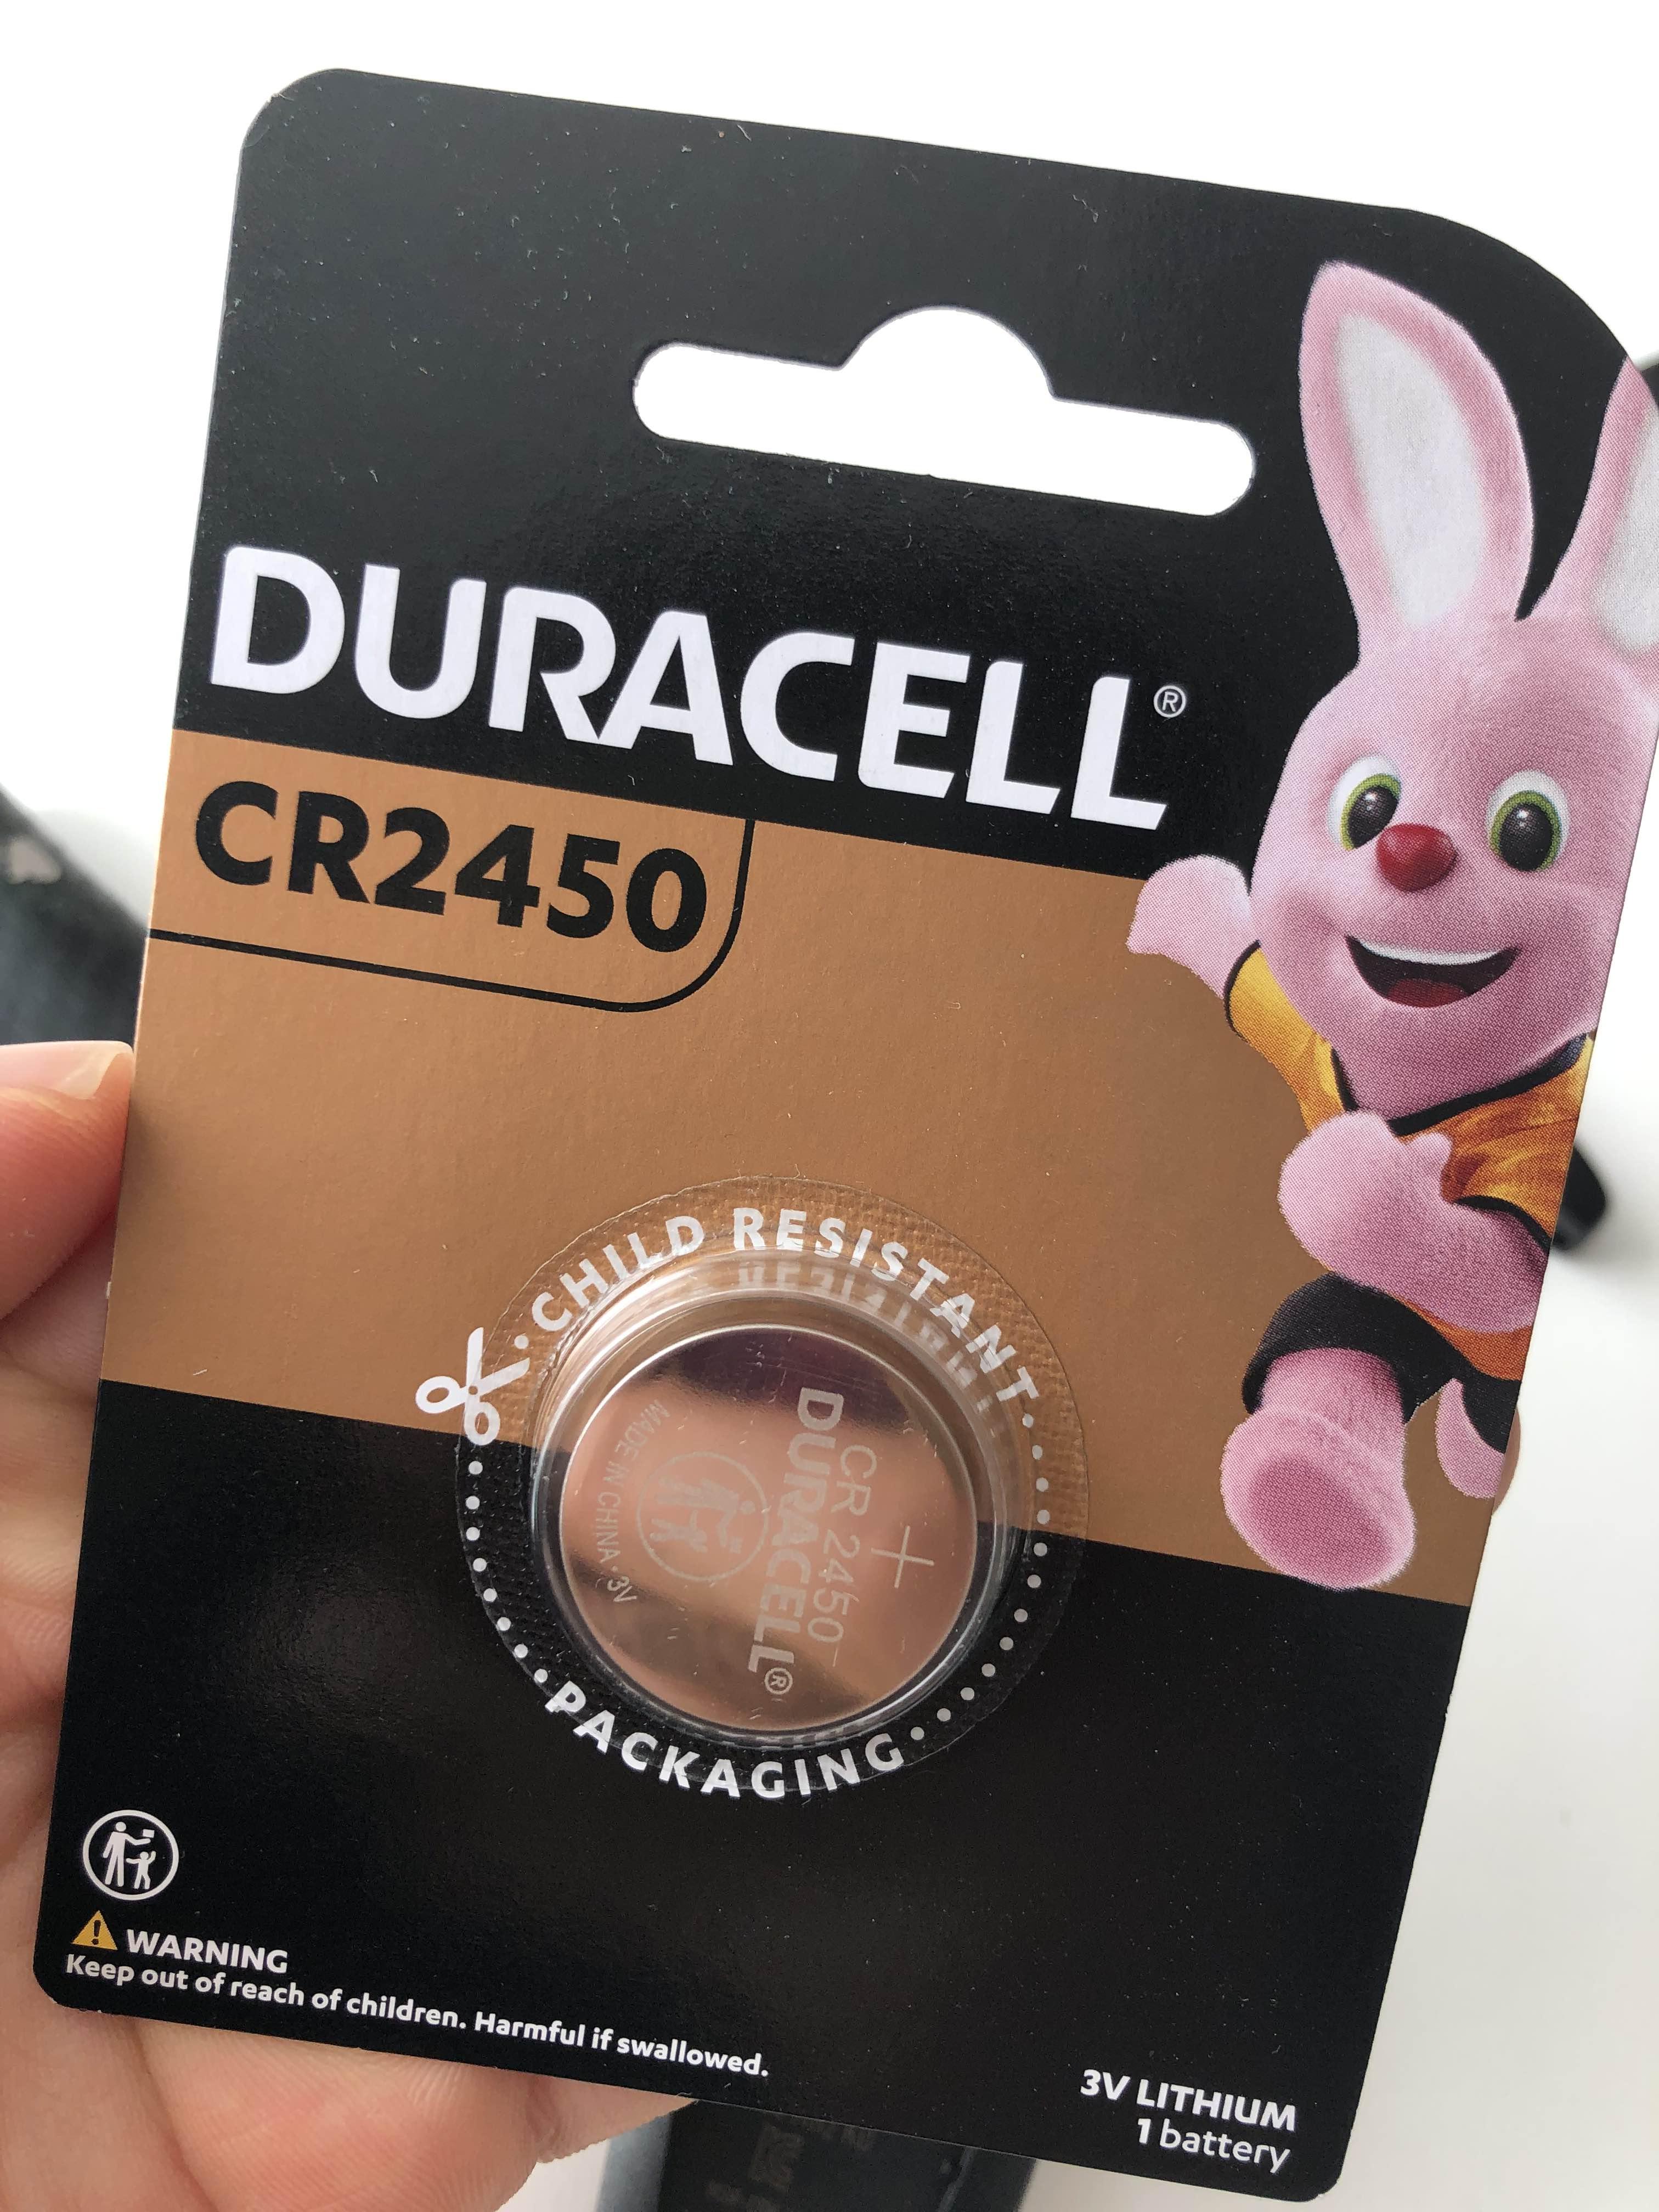 DURACELL®
CR2450
CHILD RESISTANT
+
CR 2450
DURACELL®
MADE IN CHINA · 3V
PACKAGING
WARNING
Keep out of reach of children. Harmful if swallowed.
3V LITHIUM
1 battery